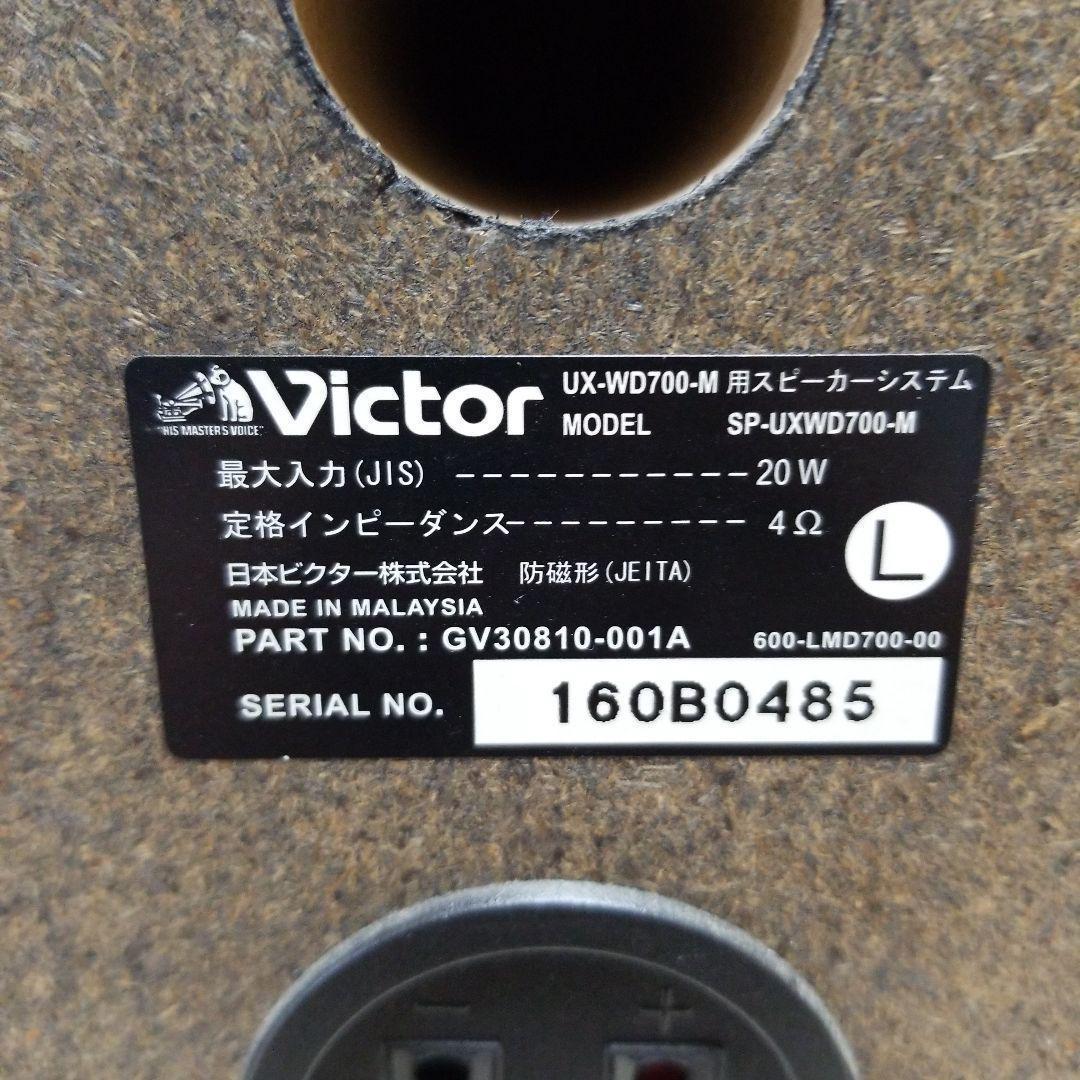 "HIS MASTER'S VOICE"
Victor
UX-WD700-M 用スピーカーシステム
MODEL SP-UXWD700-M
最大入力(JIS) ----------- 20W
定格インピーダンス --------- 4Ω
日本ビクター株式会社 防磁形(JEITA)
L
MADE IN MALAYSIA
PART NO. : GV30810-001A 600-LMD700-00
SERIAL NO. 160B0485
- +